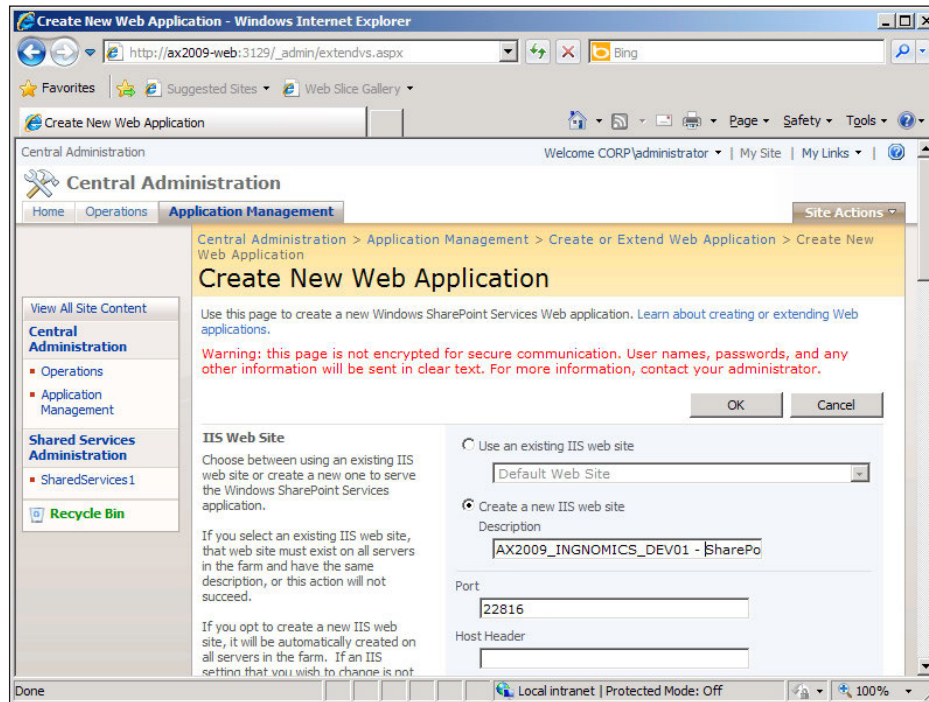 Create New Web Application - Windows Internet Explorer
http://ax2009-web:3129/_admin/extendvs.aspx
Bing
Favorites
Suggested Sites
Web Slice Gallery
Create New Web Application
Page
Safety
Tools
Central Administration
Welcome CORP\administrator
| My Site
| My Links
|
Central Administration
Home
Operations
Application Management
Site Actions
Central Administration > Application Management > Create or Extend Web Application > Create New
Web Application
Create New Web Application
View All Site Content
Central
Administration
Operations
Application
Management
Shared Services
Administration
SharedServices1
Recycle Bin
Use this page to create a new Windows SharePoint Services Web application. Learn about creating or extending Web
applications.
Warning: this page is not encrypted for secure communication. User names, passwords, and any
other information will be sent in clear text. For more information, contact your administrator.
OK
Cancel
IIS Web Site
Choose between using an existing IIS
web site or create a new one to serve
the Windows SharePoint Services
application.
If you select an existing IIS web site,
that web site must exist on all servers
in the farm and have the same
description, or this action will not
succeed.
If you opt to create a new IIS web
site, it will be automatically created on
all servers in the farm. If an IIS
setting that you wish to change is not
Use an existing IIS web site
Default Web Site
Create a new IIS web site
Description
AX2009_INGNOMICS_DEV01 - SharePo
Port
22816
Host Header
Done
Local intranet | Protected Mode: Off
100%